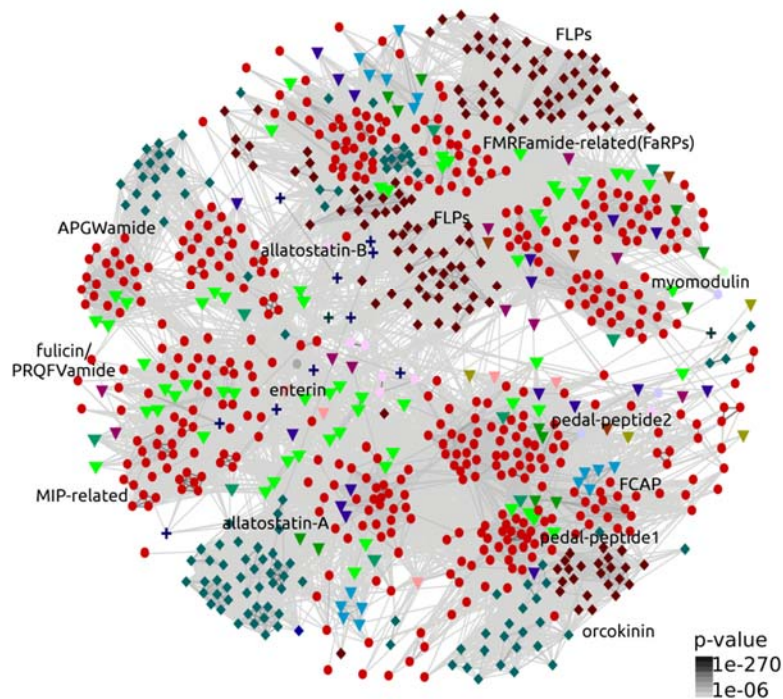 FLPs
FMRFamide-related(FaRPs)
FLPs
APGWamide
allatostatin-B
myomodulin
fulicin/
PRQFVamide
enterin
pedal-peptide2
FCAP
MIP-related
allatostatin-A
pedal-peptide1
orcokinin
p-value
1e-270
1e-06